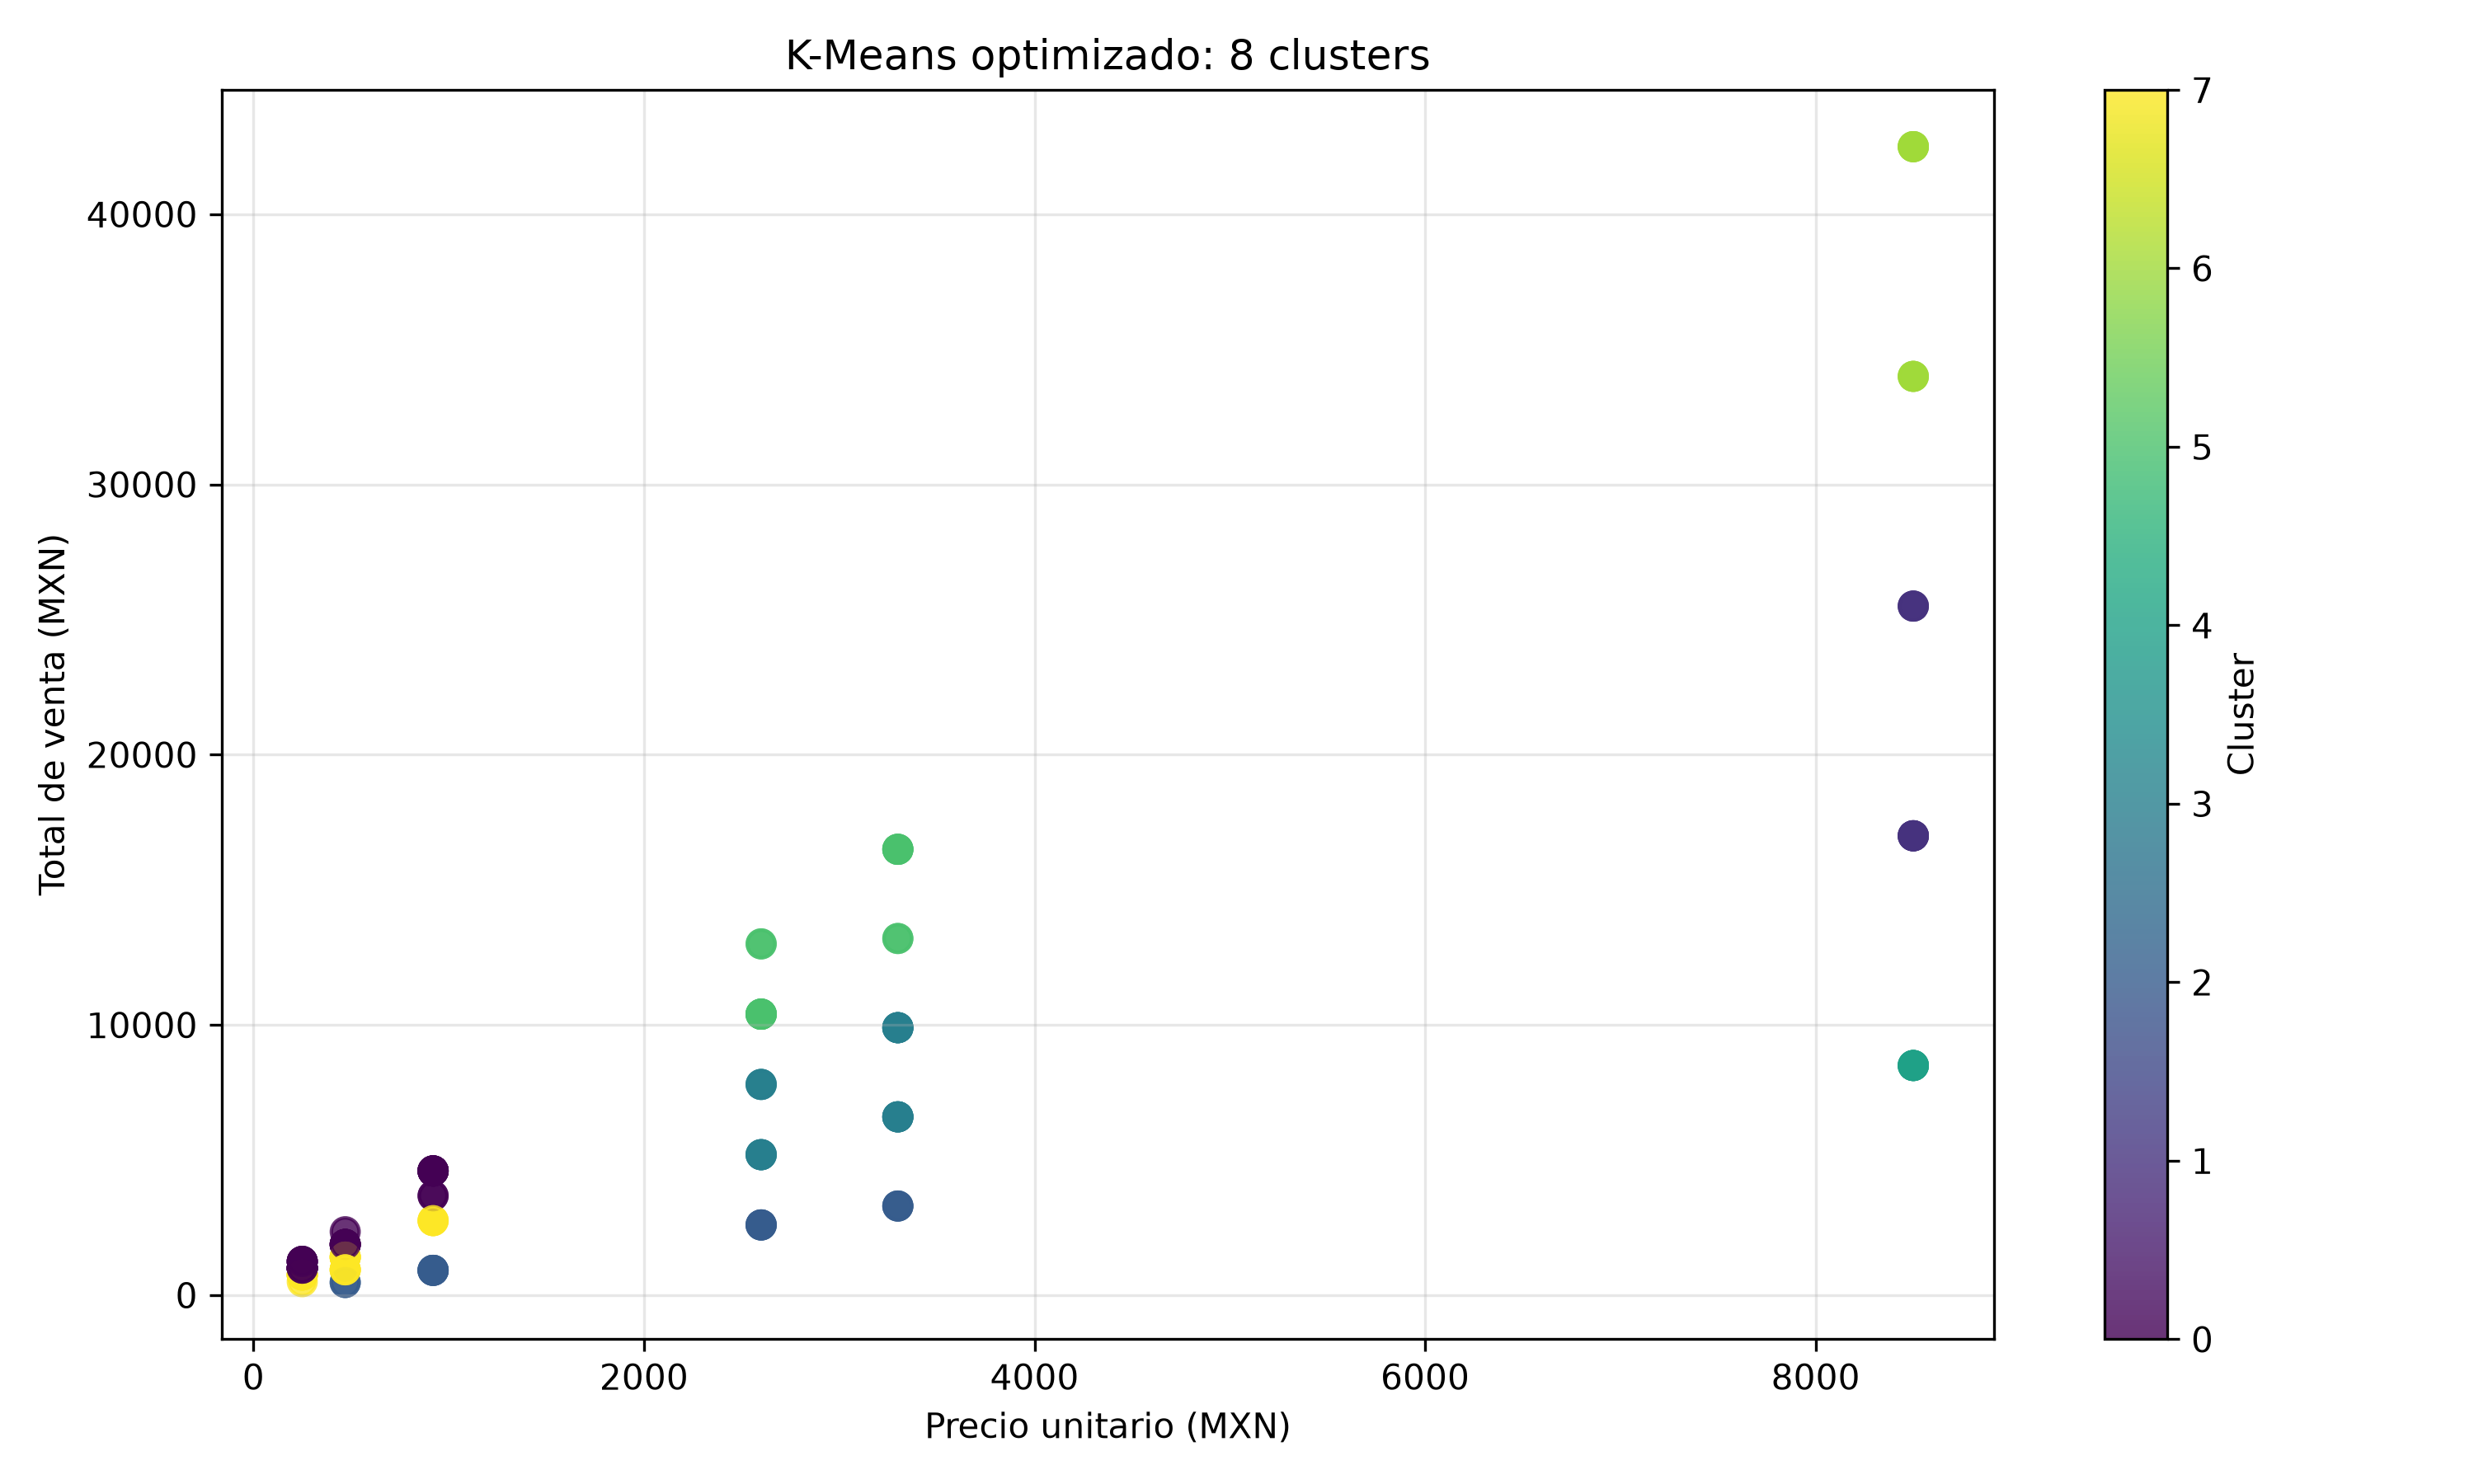 K-Means optimizado: 8 clusters
Total de venta (MXN)
40000
30000
20000
10000
0
0 2000 4000 6000 8000
Precio unitario (MXN)
7
6
5
4
3
2
1
0
Cluster